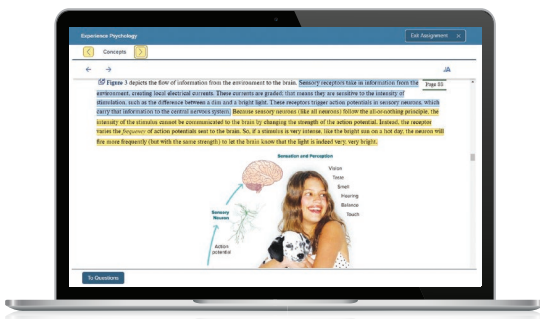 Experience Psychology
Exit Assignment ×
< Concepts >
← →
Figure 3 depicts the flow of information from the environment to the brain. Sensory receptors take in information from the
Page 80
environment, creating local electrical currents. These currents are graded; that means they are sensitive to the intensity of
stimulation, such as the difference between a dim and a bright light. These receptors trigger action potentials in sensory neurons, which
carry that information to the central nervous system. Because sensory neurons (like all neurons) follow the all-or-nothing principle, the
intensity of the stimulus cannot be communicated to the brain by changing the strength of the action potential. Instead, the receptor
varies the frequency of action potentials sent to the brain. So, if a stimulus is very intense, like the bright sun on a hot day, the neuron will
fire more frequently (but with the same strength) to let the brain know that the light is indeed very, very bright.
Sensation and Perception
Vision
Taste
Smell
Hearing
Balance
Touch
Sensory
Neuron
Action
potential
To Questions